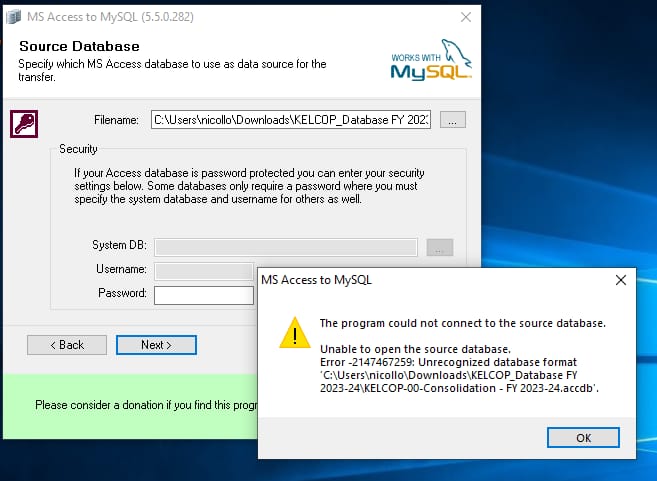 MS Access to MySQL (5.5.0.282)
Source Database
Specify which MS Access database to use as data source for the
transfer.
WORKS WITH
MySQL
Filename:
C:\Users\nicollo\Downloads\KELCOP_Database FY 2023
...
Security
If your Access database is password protected you can enter your security
settings below. Some databases only require a password where you must
specify the system database and username for others as well.
System DB:
...
Username:
Password:
< Back
Next >
Please consider a donation if you find this progr
MS Access to MySQL
The program could not connect to the source database.
Unable to open the source database.
Error -2147467259: Unrecognized database format
'C:\Users\nicollo\Downloads\KELCOP_Database FY
2023-24\KELCOP-00-Consolidation - FY 2023-24.accdb'.
OK